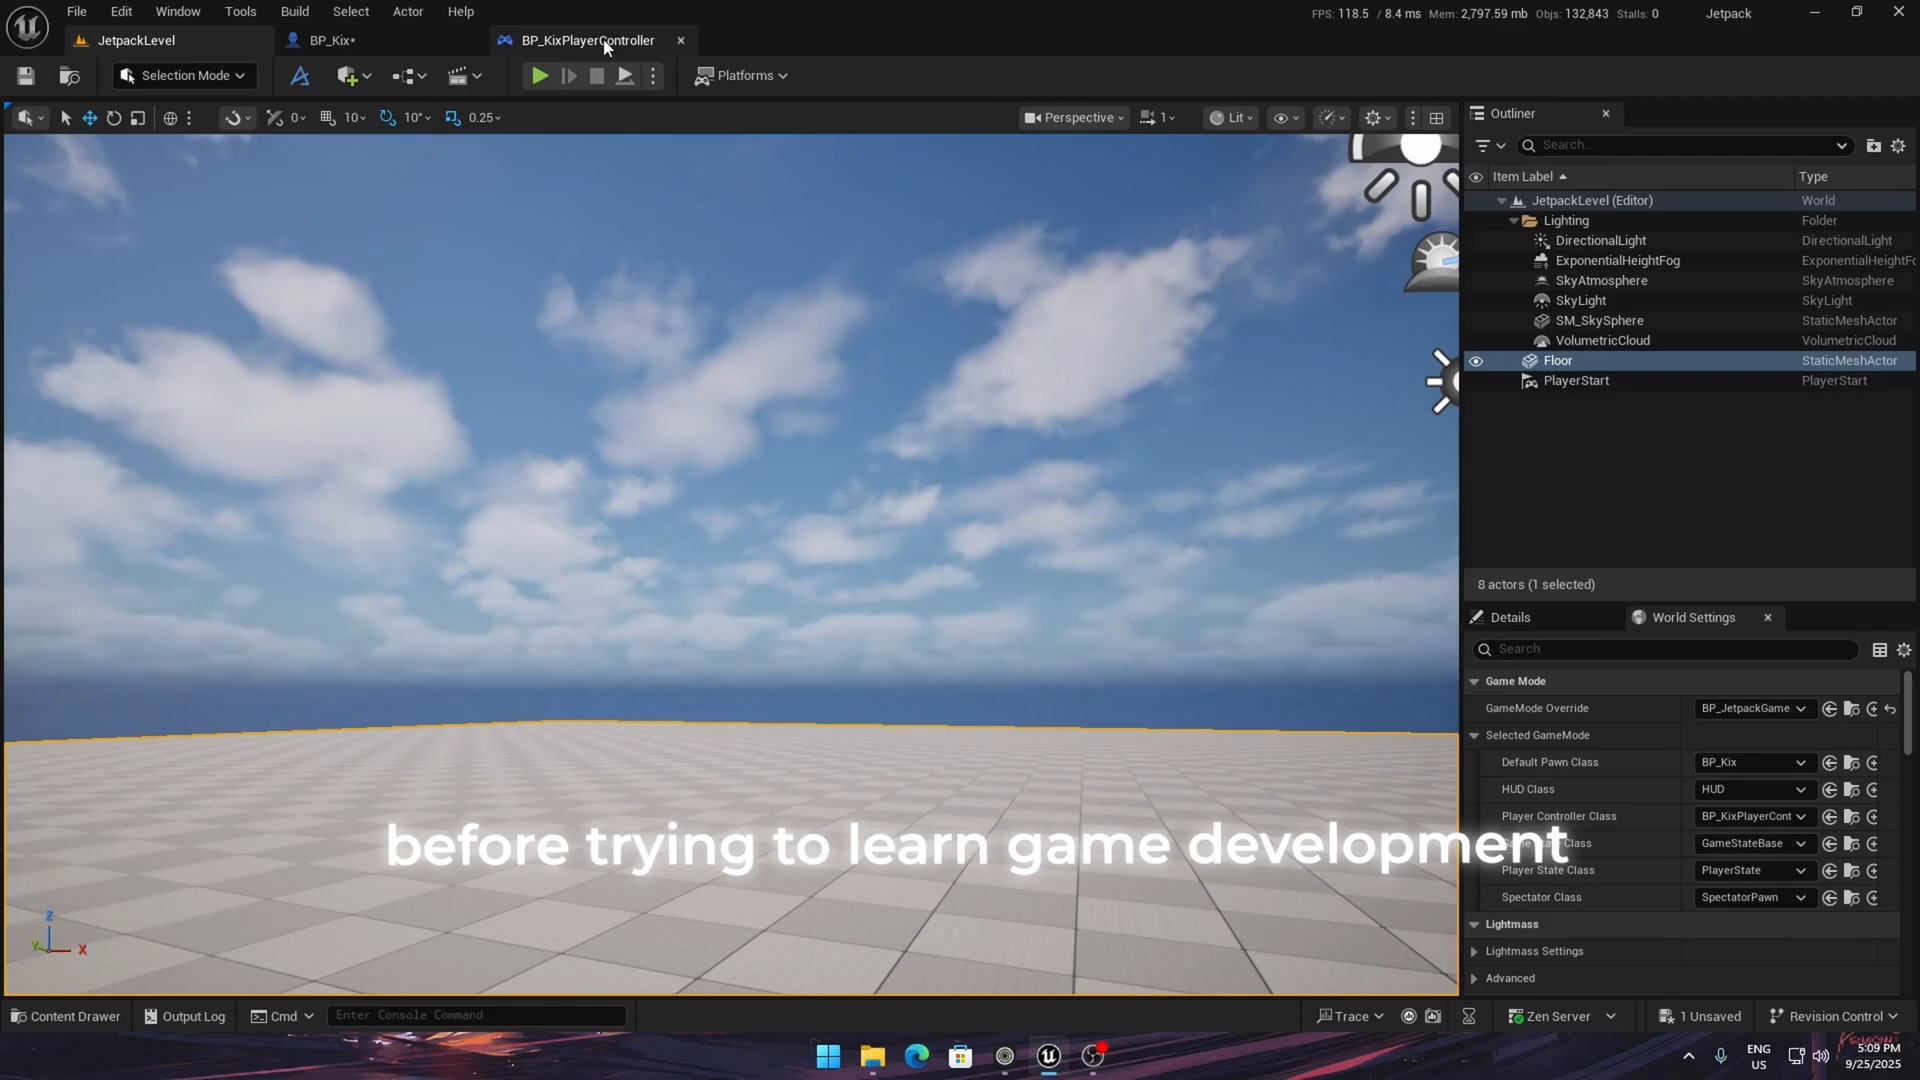 File Edit Window Tools Build Select Actor Help
FPS: 118.5 / 8.4 ms Mem: 2,797.59 mb Objs: 132,843 Stalls: 0 Jetpack
JetpackLevel BP_Kix* BP_KixPlayerController
Selection Mode Platforms
0 10 10° 0.25 Perspective 1 Lit
Outliner
Search...
Item Label Type
JetpackLevel (Editor) World
Lighting Folder
DirectionalLight DirectionalLight
ExponentialHeightFog ExponentialHeightFo
SkyAtmosphere SkyAtmosphere
SkyLight SkyLight
SM_SkySphere StaticMeshActor
VolumetricCloud VolumetricCloud
Floor StaticMeshActor
PlayerStart PlayerStart
8 actors (1 selected)
Details World Settings
Search
Game Mode
GameMode Override BP_JetpackGame
Selected GameMode
Default Pawn Class BP_Kix
HUD Class HUD
Player Controller Class BP_KixPlayerCont
Class GameStateBase
before trying to learn game development
Player State Class PlayerState
Spectator Class SpectatorPawn
Lightmass
Lightmass Settings
Advanced
Z
Y X
Content Drawer Output Log Cmd Enter Console Command Trace Zen Server 1 Unsaved Revision Control
ENG
US
5:09 PM
9/25/2025